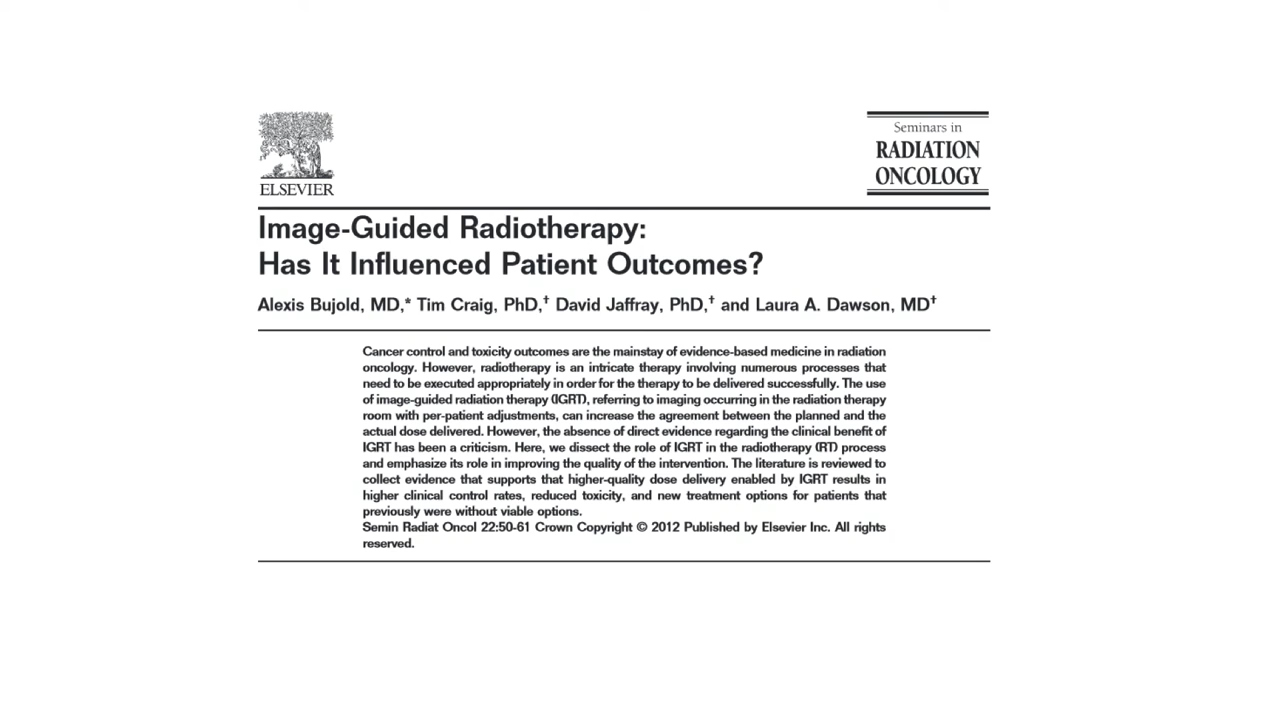 ELSEVIER
Seminars in
RADIATION
ONCOLOGY
Image-Guided Radiotherapy:
Has It Influenced Patient Outcomes?
Alexis Bujold, MD,* Tim Craig, PhD,† David Jaffray, PhD,† and Laura A. Dawson, MD†
Cancer control and toxicity outcomes are the mainstay of evidence-based medicine in radiation
oncology. However, radiotherapy is an intricate therapy involving numerous processes that
need to be executed appropriately in order for the therapy to be delivered successfully. The use
of image-guided radiation therapy (IGRT), referring to imaging occurring in the radiation therapy
room with per-patient adjustments, can increase the agreement between the planned and the
actual dose delivered. However, the absence of direct evidence regarding the clinical benefit of
IGRT has been a criticism. Here, we dissect the role of IGRT in the radiotherapy (RT) process
and emphasize its role in improving the quality of the intervention. The literature is reviewed to
collect evidence that supports that higher-quality dose delivery enabled by IGRT results in
higher clinical control rates, reduced toxicity, and new treatment options for patients that
previously were without viable options.
Semin Radiat Oncol 22:50-61 Crown Copyright © 2012 Published by Elsevier Inc. All rights
reserved.